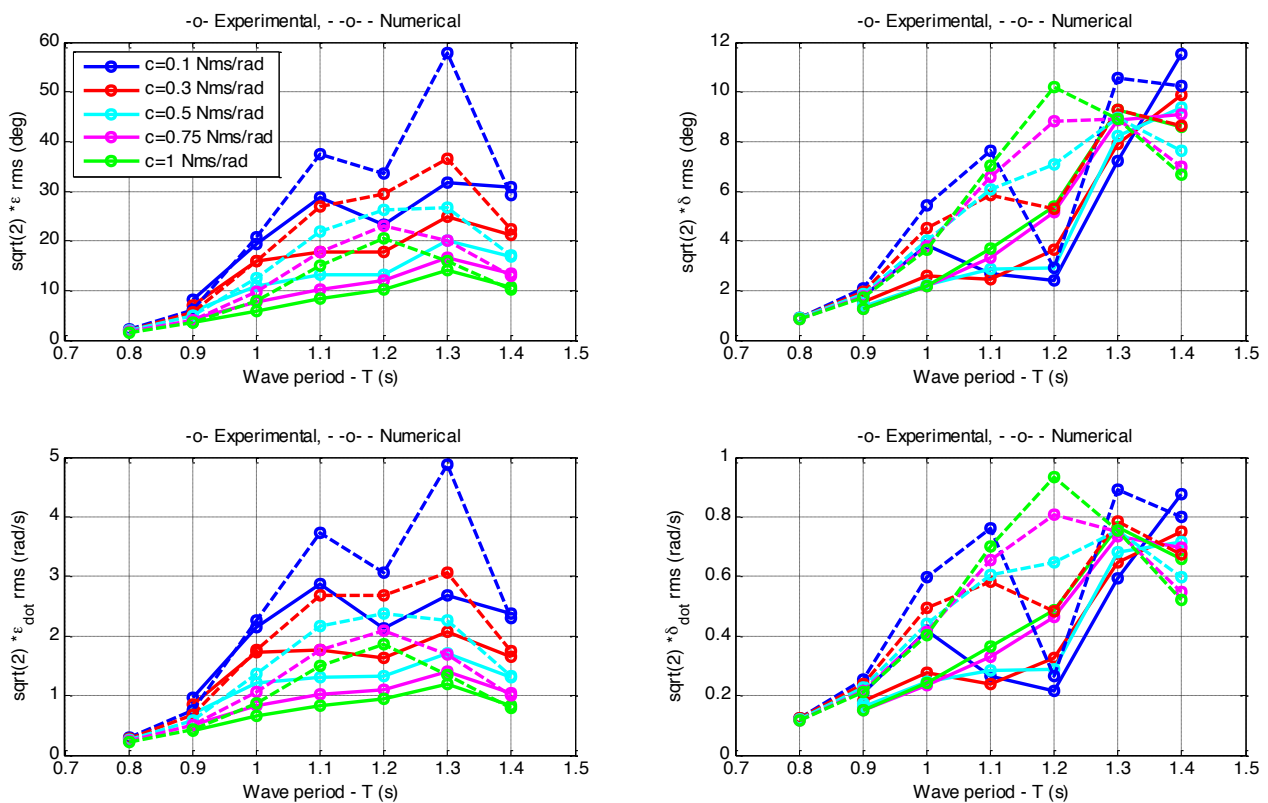 -o- Experimental, - -o- - Numerical
sqrt(2) *ε rms (deg)
60
50
40
30
20
10
0
c=0.1 Nms/rad
c=0.3 Nms/rad
c=0.5 Nms/rad
c=0.75 Nms/rad
c=1 Nms/rad
0.7 0.8 0.9 1 1.1 1.2 1.3 1.4 1.5
Wave period - T (s)
-o- Experimental, - -o- - Numerical
sqrt(2) *δ rms (deg)
12
10
8
6
4
2
0
0.7 0.8 0.9 1 1.1 1.2 1.3 1.4 1.5
Wave period - T (s)
-o- Experimental, - -o- - Numerical
sqrt(2) *ε_dot rms (rad/s)
5
4
3
2
1
0
0.7 0.8 0.9 1 1.1 1.2 1.3 1.4 1.5
Wave period - T (s)
-o- Experimental, - -o- - Numerical
sqrt(2) *δ_dot rms (rad/s)
1
0.8
0.6
0.4
0.2
0
0.7 0.8 0.9 1 1.1 1.2 1.3 1.4 1.5
Wave period - T (s)